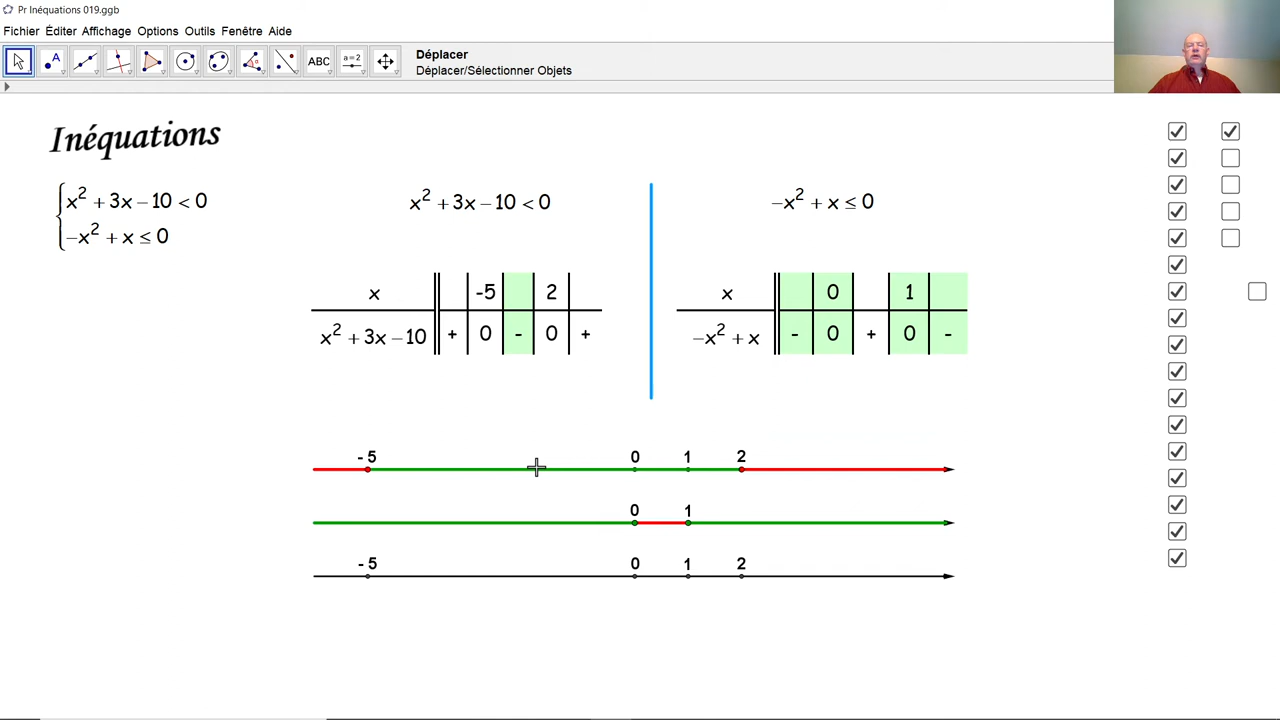 Pr Inéquations 019.ggb
Fichier Éditer Affichage Options Outils Fenêtre Aide
A ABC a=2
Déplacer
Déplacer/Sélectionner Objets
Inéquations
x² + 3x – 10 < 0
–x² + x ≤ 0
x² + 3x – 10 < 0
–x² + x ≤ 0
x -5 2
x² + 3x – 10 + 0 - 0 +
x 0 1
–x² + x - 0 + 0 -
- 5 0 1 2
0 1
- 5 0 1 2